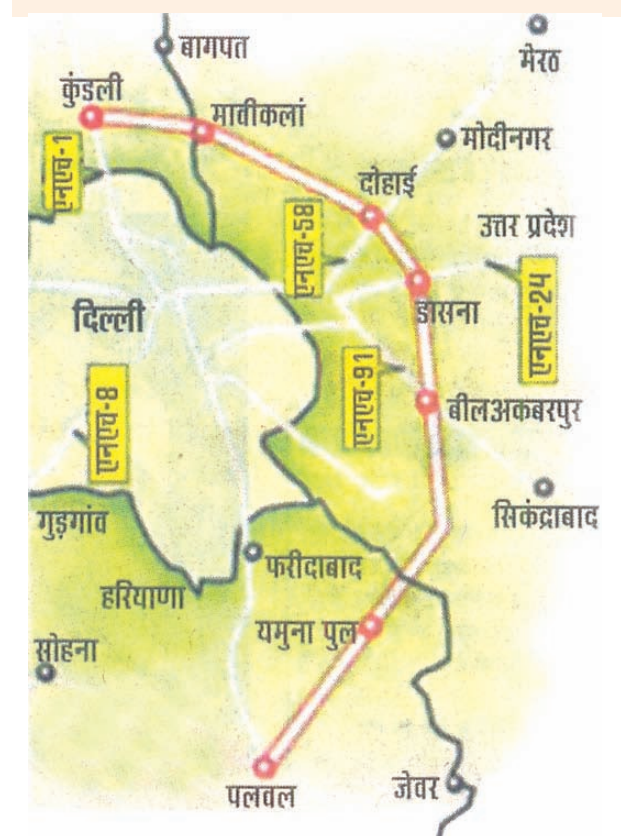 बागपत
मेरठ
कुंडली
मावीकलां
मोदीनगर
एनएच-1
दोहाई
एनएच-58
उत्तर प्रदेश
दिल्ली
डासना
एनएच-24
एनएच-91
एनएच-8
बीलअकबरपुर
गुड़गांव
सिकंद्राबाद
फरीदाबाद
हरियाणा
यमुना पुल
सोहना
पलवल
जेवर